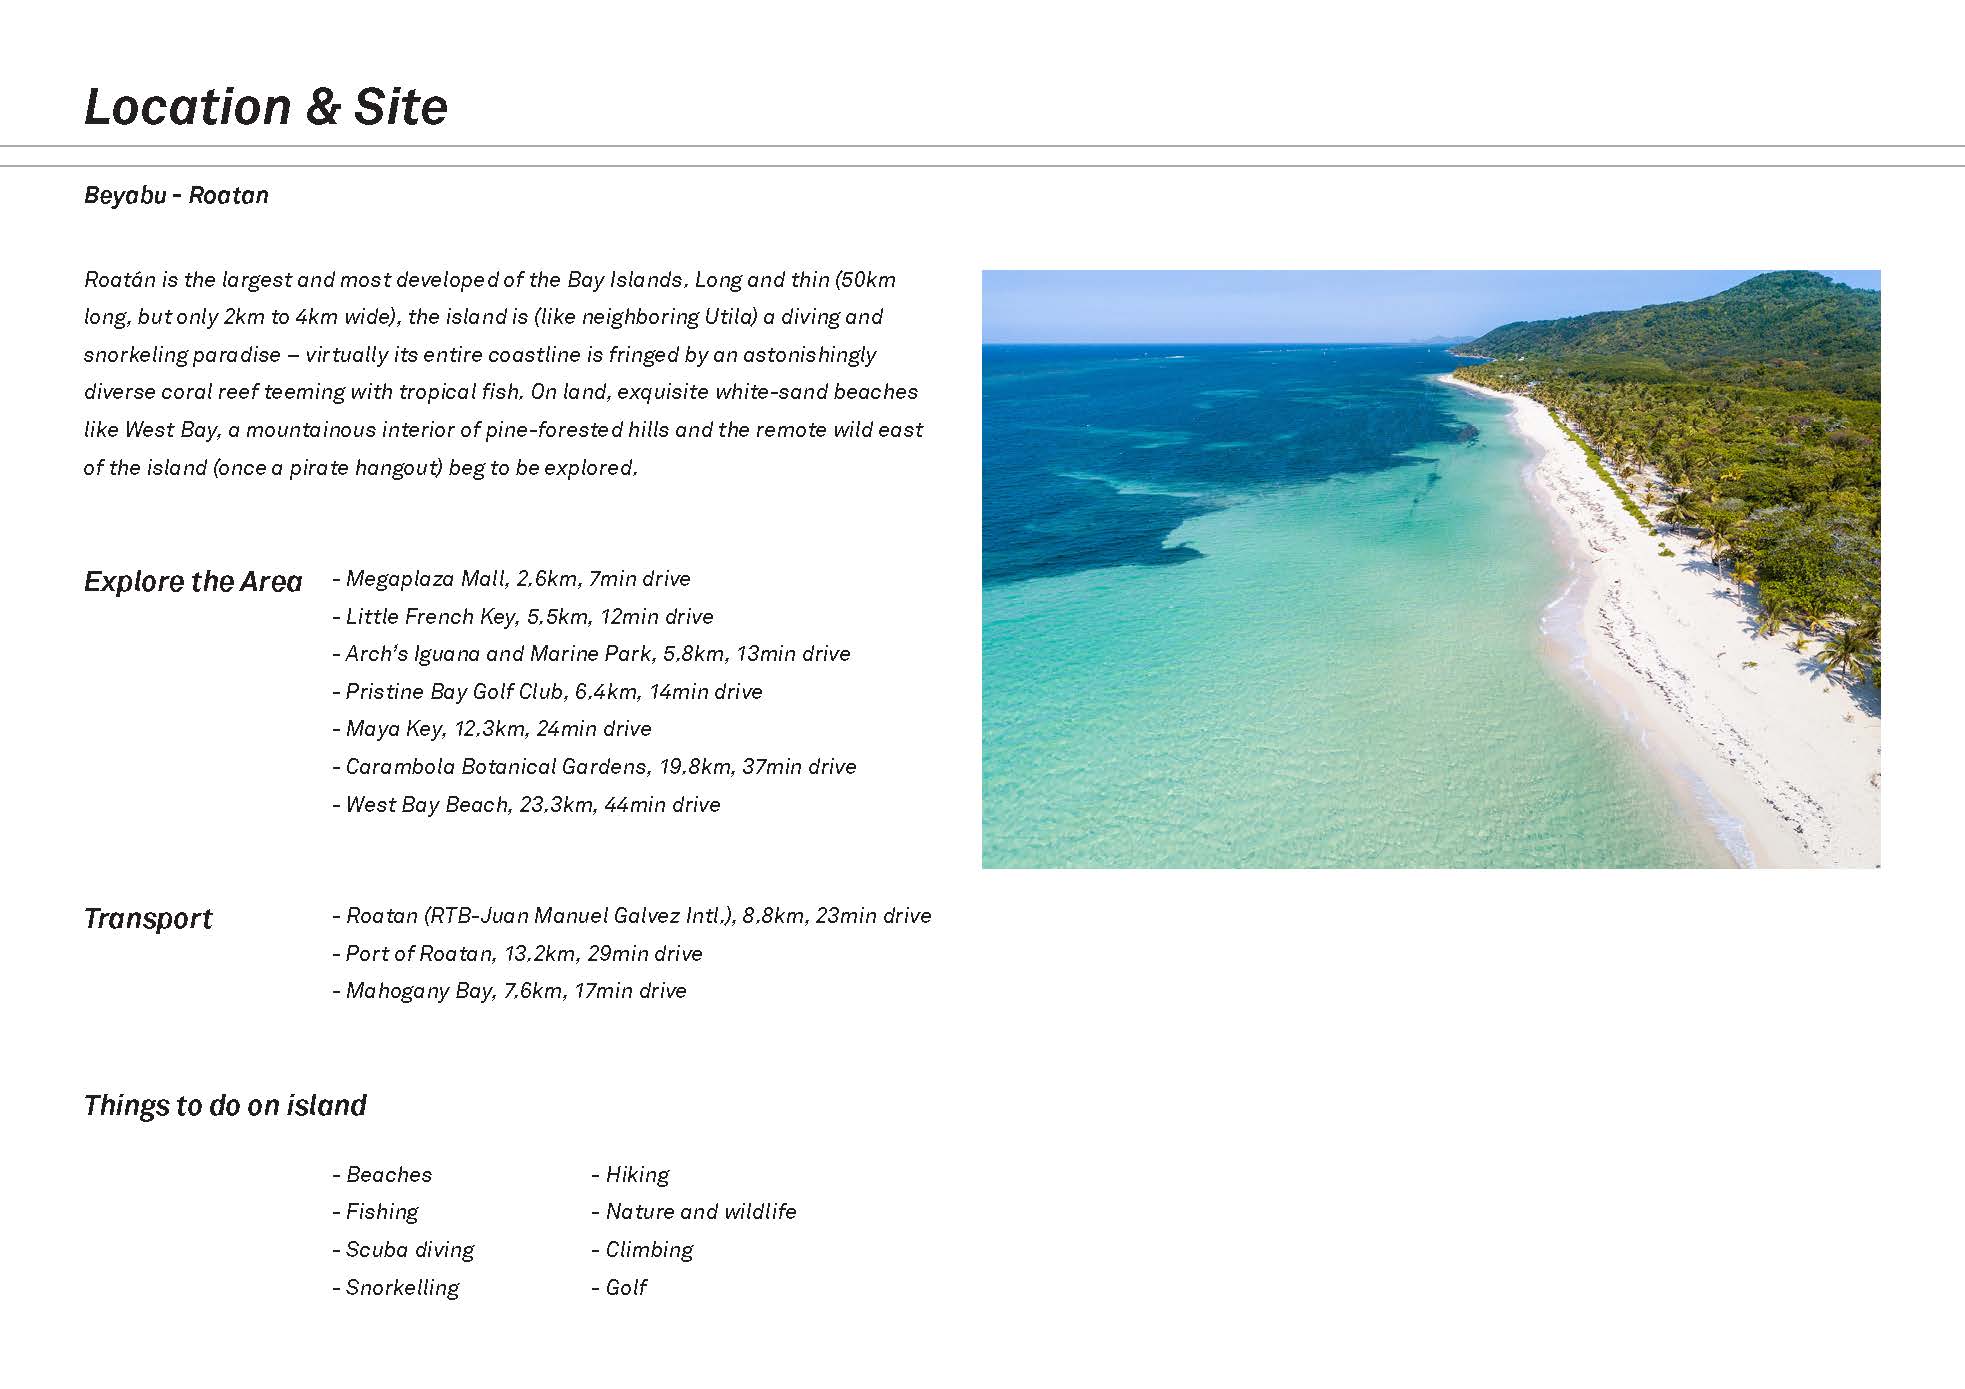 Location & Site
Beyabu - Roatan
Roatán is the largest and most developed of the Bay Islands. Long and thin (50km
long, but only 2km to 4km wide), the island is (like neighboring Utila) a diving and
snorkeling paradise – virtually its entire coastline is fringed by an astonishingly
diverse coral reef teeming with tropical fish. On land, exquisite white-sand beaches
like West Bay, a mountainous interior of pine-forested hills and the remote wild east
of the island (once a pirate hangout) beg to be explored.
Explore the Area
- Megaplaza Mall, 2.6km, 7min drive
- Little French Key, 5.5km, 12min drive
- Arch's Iguana and Marine Park, 5.8km, 13min drive
- Pristine Bay Golf Club, 6.4km, 14min drive
- Maya Key, 12.3km, 24min drive
- Carambola Botanical Gardens, 19.8km, 37min drive
- West Bay Beach, 23.3km, 44min drive
Transport
- Roatan (RTB-Juan Manuel Galvez Intl.), 8.8km, 23min drive
- Port of Roatan, 13.2km, 29min drive
- Mahogany Bay, 7.6km, 17min drive
Things to do on island
- Beaches
- Fishing
- Scuba diving
- Snorkelling
- Hiking
- Nature and wildlife
- Climbing
- Golf